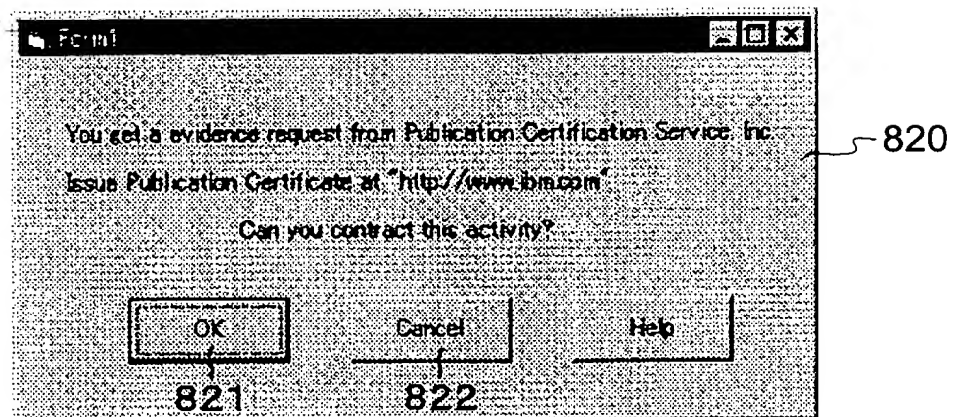 Form1
You get a evidence request from Publication Certification Service, Inc.
Issue Publication Certificate at "http://www.ibm.com"
Can you contract this activity?
820
OK Cancel Help
821 822